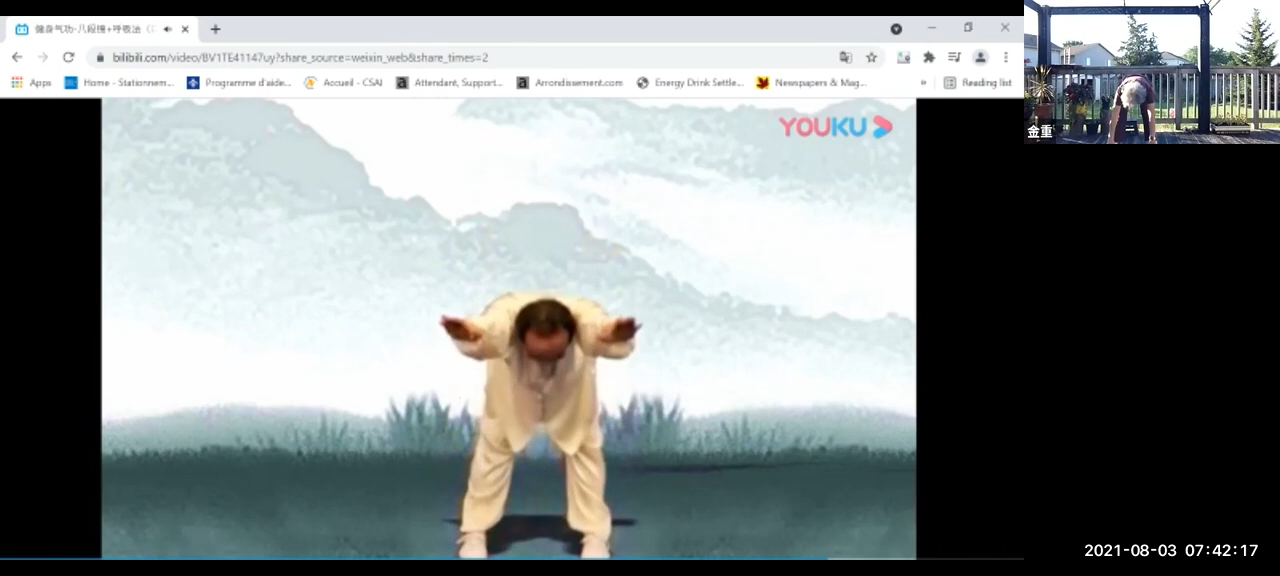 健身气功-八段锦+呼吸法
bilibili.com/video/BV1TE41147uy?share_source=weixin_web&share_times=2
Apps
Home - Stationnem...
Programme d'aide...
Accueil - CSAI
Attendant, Support...
Arrondissement.com
Energy Drink Settle...
Newspapers & Mag...
»
Reading list
YOUKU
金重
2021-08-03 07:42:17